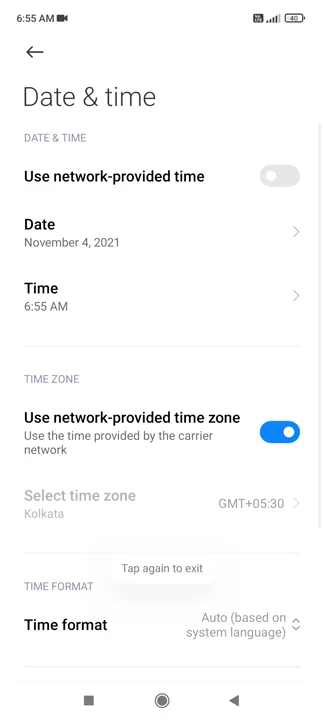 6:55 AM
40
Date & time
DATE & TIME
Use network-provided time
Date
November 4, 2021
Time
6:55 AM
TIME ZONE
Use network-provided time zone
Use the time provided by the carrier
network
Select time zone
Kolkata
GMT+05:30
Tap again to exit
TIME FORMAT
Time format
Auto (based on
system language)